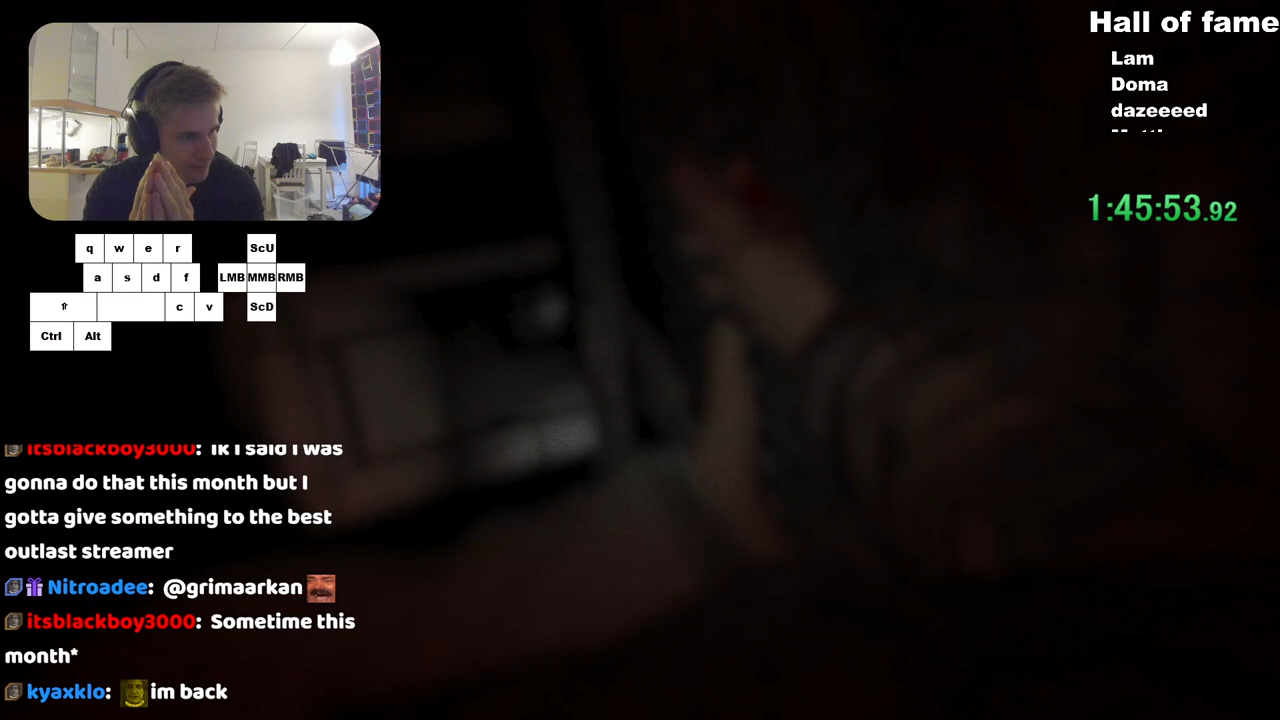 Hall of fame
Lam
Doma
dazeeeed
1:45:53.92
q w e r ScU
a s d f LMB MMB RMB
⇧ c v ScD
Ctrl Alt
itsblackboy3000: Ik I said I was
gonna do that this month but I
gotta give something to the best
outlast streamer
Nitroadee: @grimaarkan
itsblackboy3000: Sometime this
month*
kyaxklo: im back